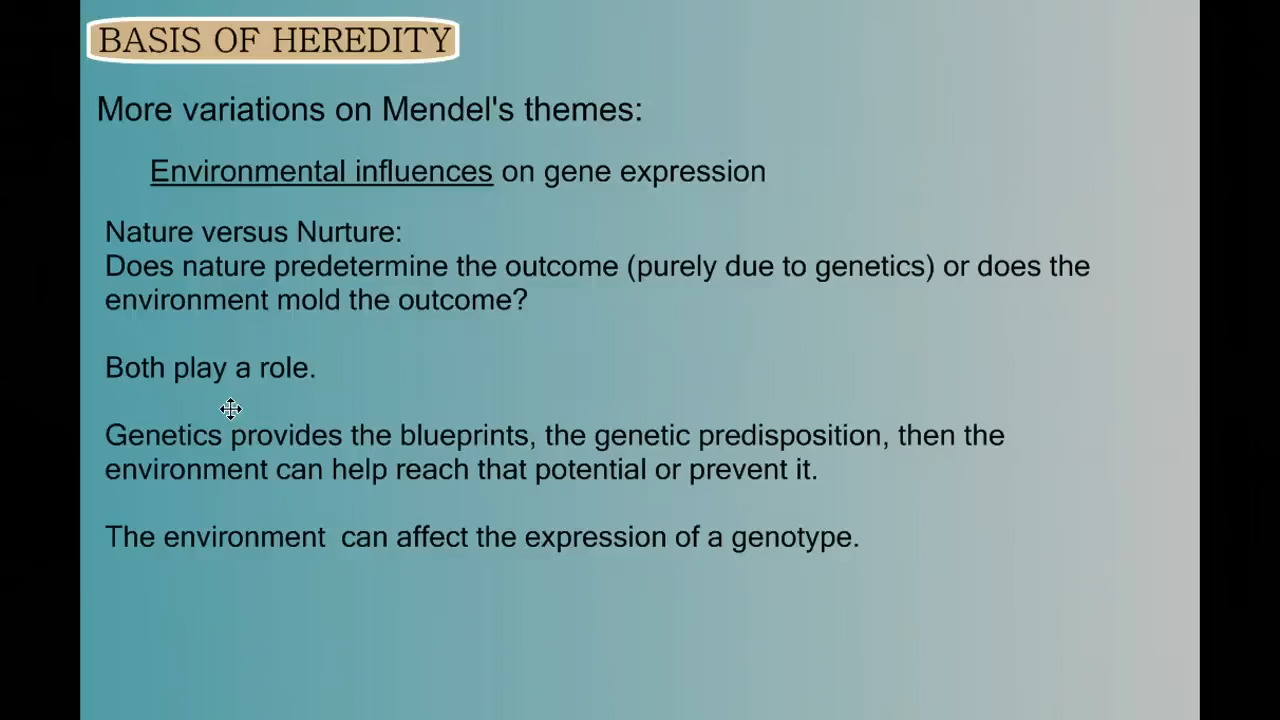 BASIS OF HEREDITY
More variations on Mendel's themes:
Environmental influences on gene expression
Nature versus Nurture:
Does nature predetermine the outcome (purely due to genetics) or does the
environment mold the outcome?
Both play a role.
Genetics provides the blueprints, the genetic predisposition, then the
environment can help reach that potential or prevent it.
The environment  can affect the expression of a genotype.